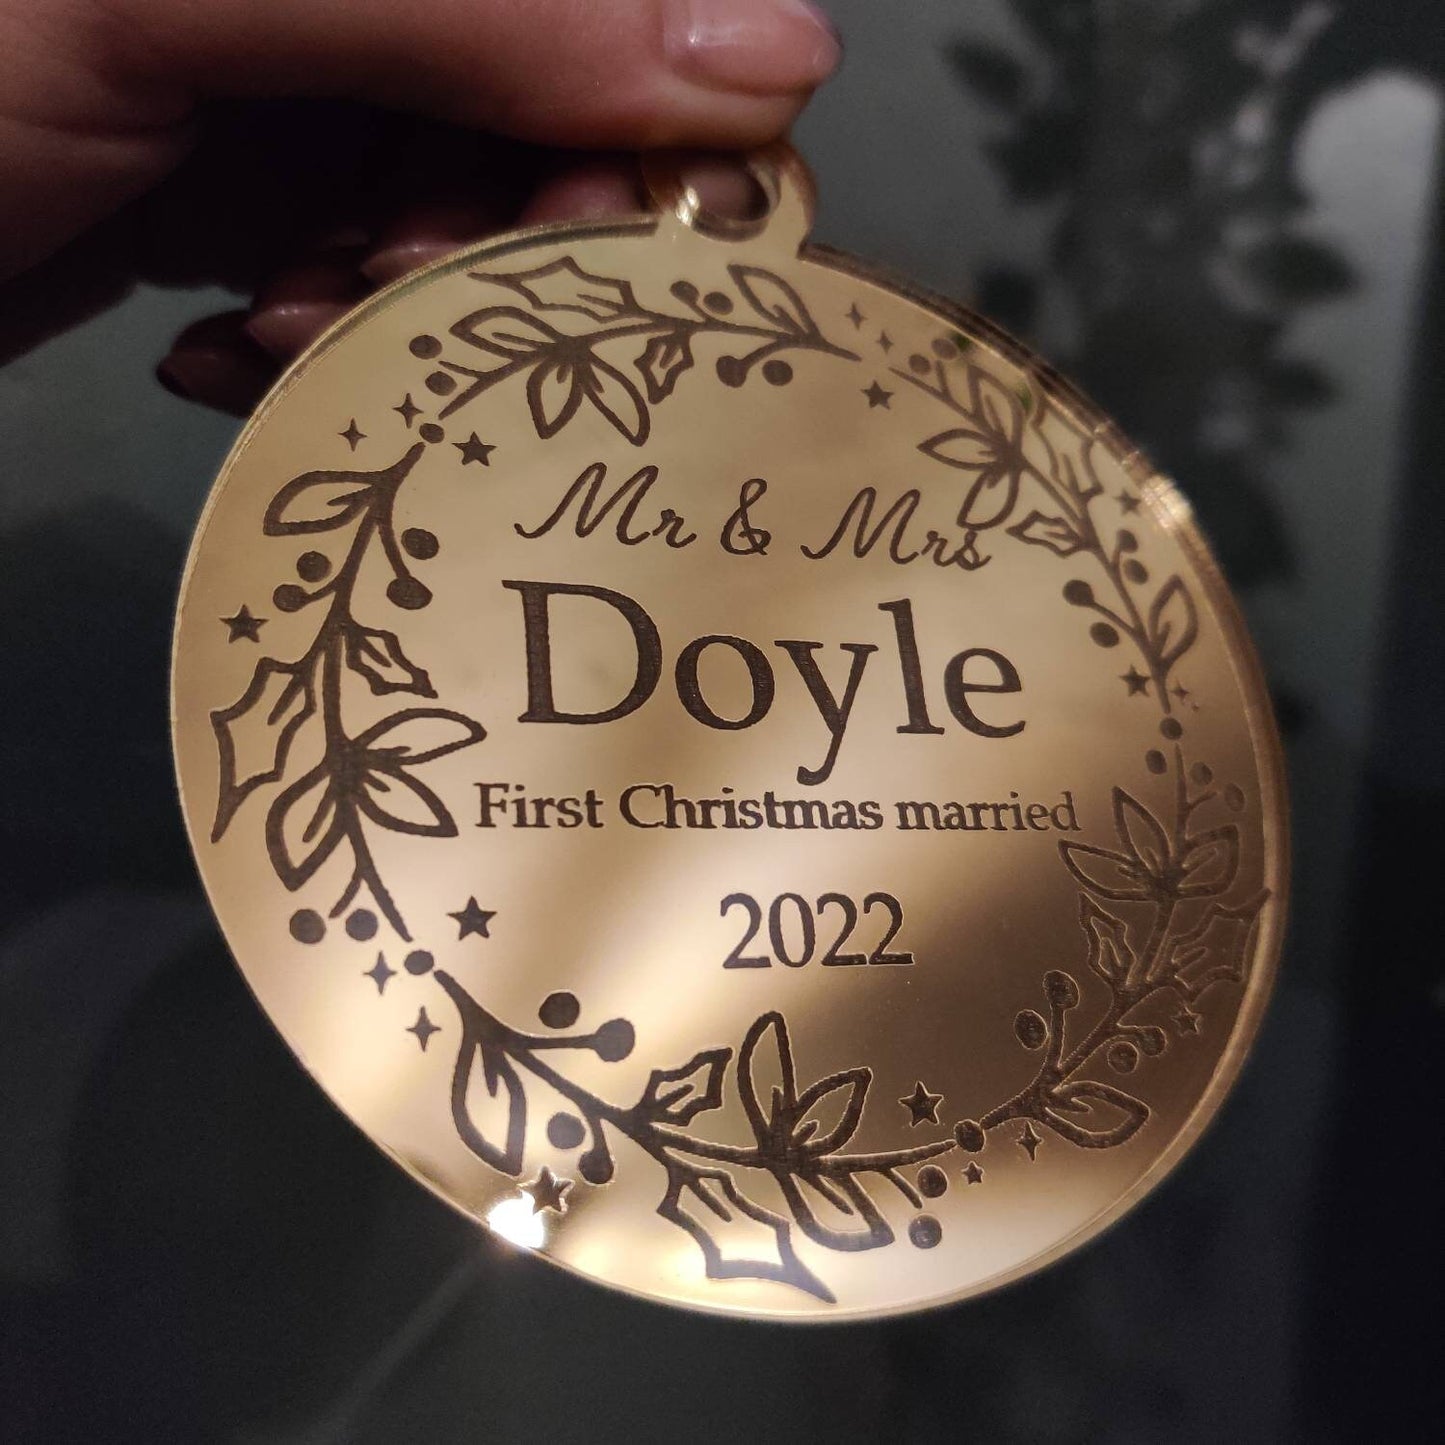 Mr & Mrs
Doyle
First Christmas married
2022